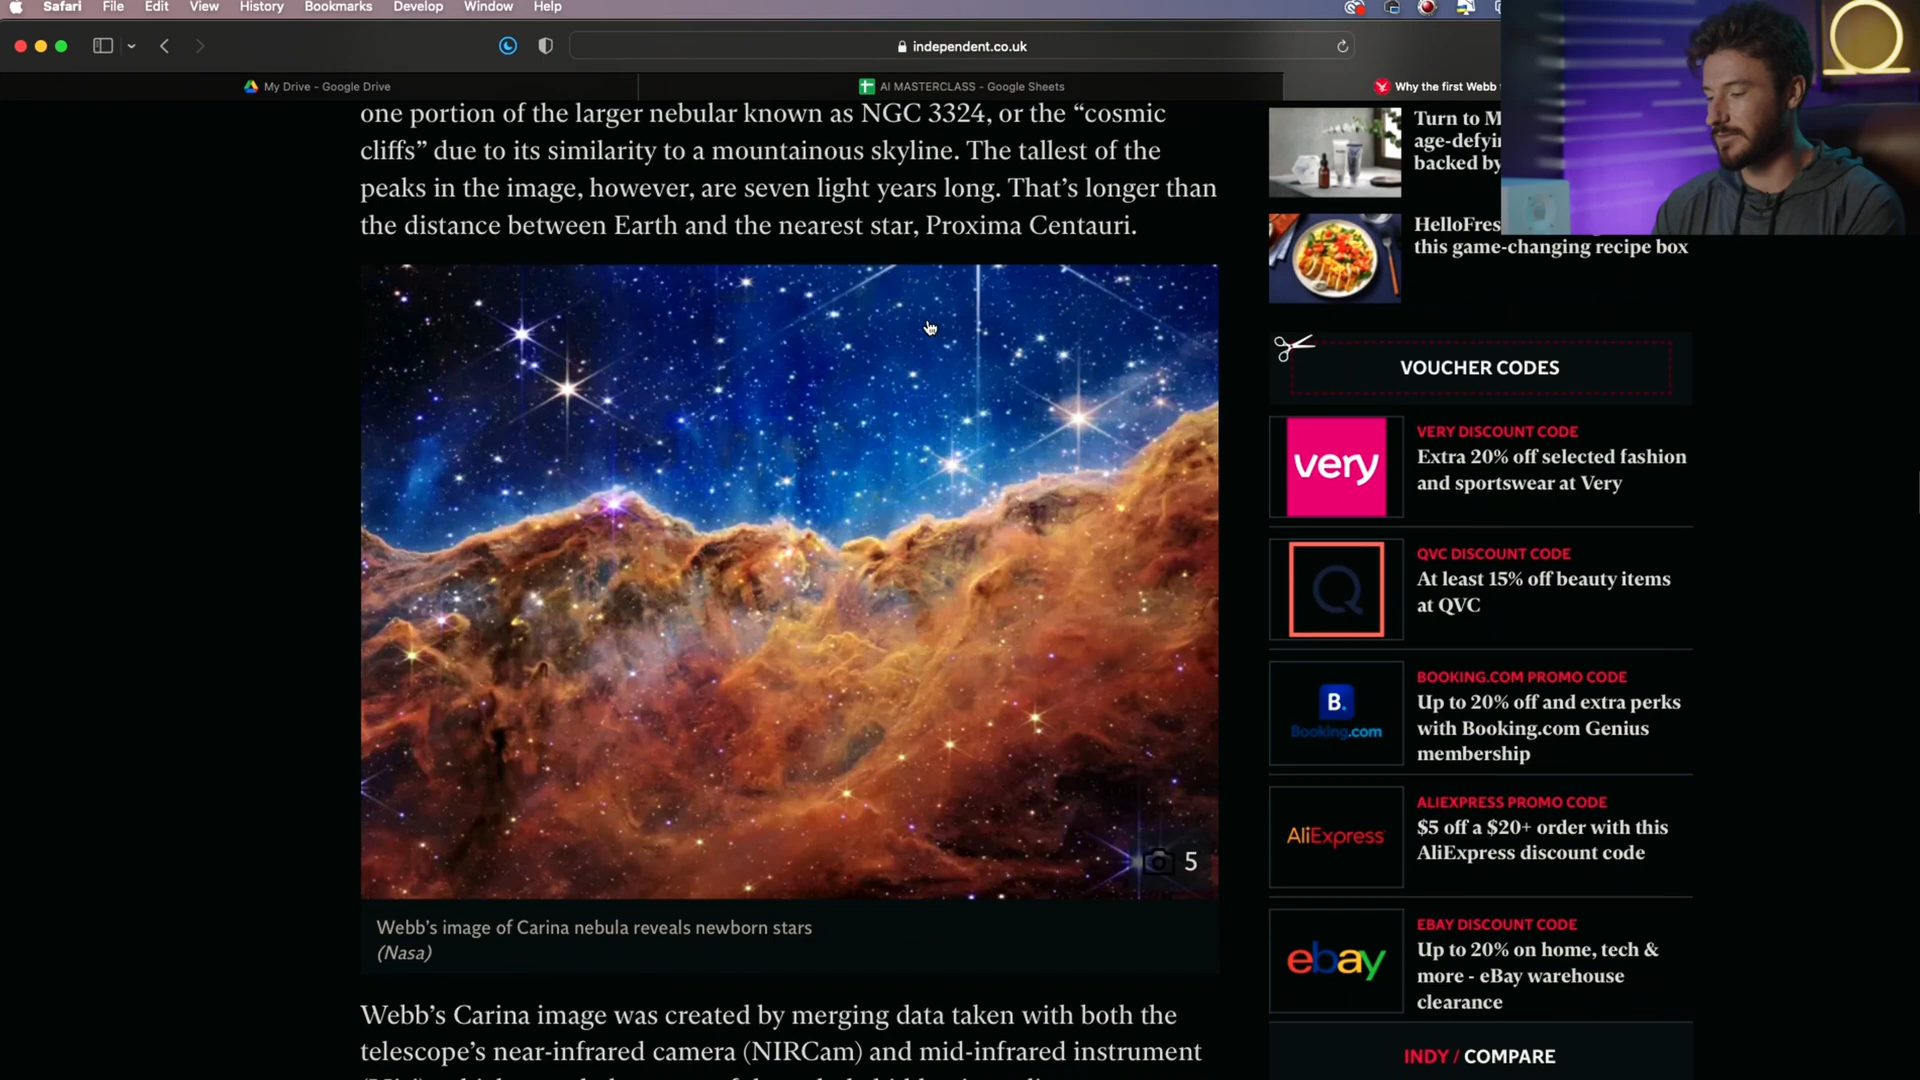 Safari File Edit View History Bookmarks Develop Window Help
independent.co.uk
My Drive - Google Drive
AI MASTERCLASS - Google Sheets
Why the first Webb
one portion of the larger nebular known as NGC 3324, or the “cosmic
cliffs” due to its similarity to a mountainous skyline. The tallest of the
peaks in the image, however, are seven light years long. That’s longer than
the distance between Earth and the nearest star, Proxima Centauri.
5
Webb’s image of Carina nebula reveals newborn stars
(Nasa)
Webb’s Carina image was created by merging data taken with both the
telescope’s near-infrared camera (NIRCam) and mid-infrared instrument
Turn to M
age-defyi
backed by
HelloFres
this game-changing recipe box
VOUCHER CODES
very
VERY DISCOUNT CODE
Extra 20% off selected fashion
and sportswear at Very
Q
QVC DISCOUNT CODE
At least 15% off beauty items
at QVC
B.
Booking.com
BOOKING.COM PROMO CODE
Up to 20% off and extra perks
with Booking.com Genius
membership
AliExpress
ALIEXPRESS PROMO CODE
$5 off a $20+ order with this
AliExpress discount code
ebay
EBAY DISCOUNT CODE
Up to 20% on home, tech &
more - eBay warehouse
clearance
INDY / COMPARE